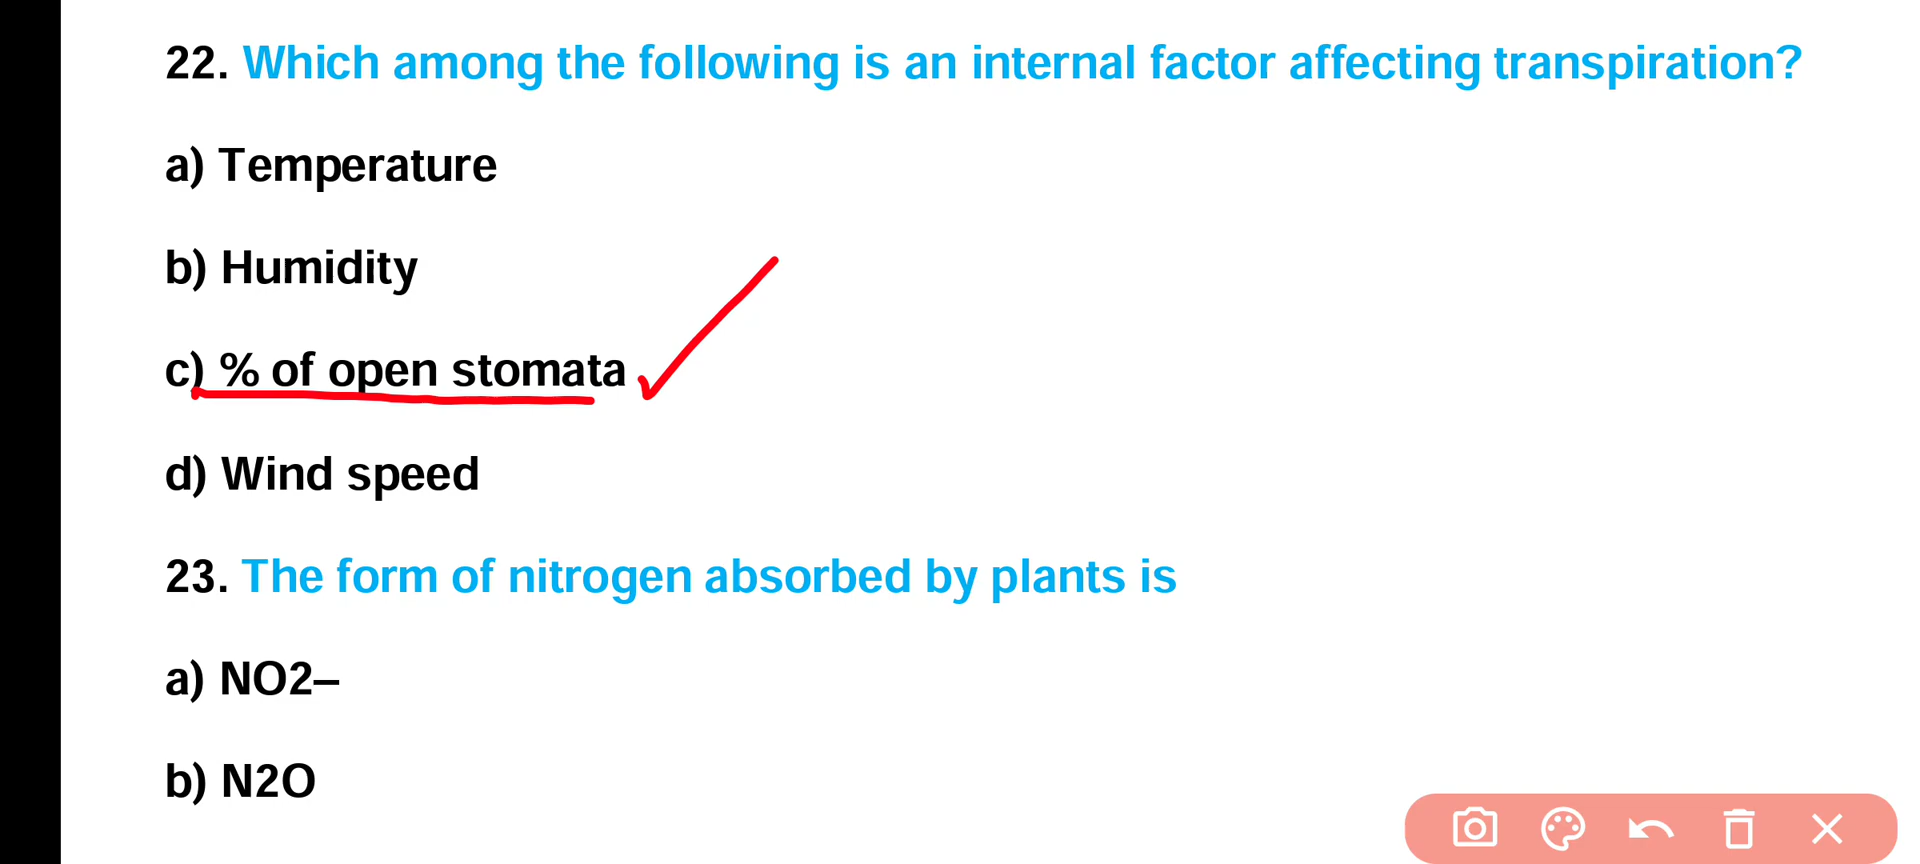 22. Which among the following is an internal factor affecting transpiration?
a) Temperature
b) Humidity
c) % of open stomata
d) Wind speed
23. The form of nitrogen absorbed by plants is
a) NO2–
b) N2O